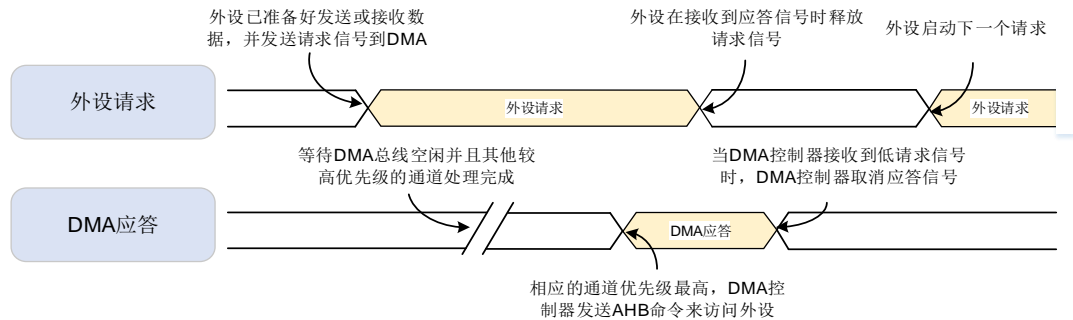 外设已准备好发送或接收数
据，并发送请求信号到DMA
外设在接收到应答信号时释放
请求信号
外设启动下一个请求
外设请求
外设请求
外设请求
等待DMA总线空闲并且其他较
高优先级的通道处理完成
当DMA控制器接收到低请求信号
时，DMA控制器取消应答信号
DMA应答
DMA应答
相应的通道优先级最高，DMA控
制器发送AHB命令来访问外设